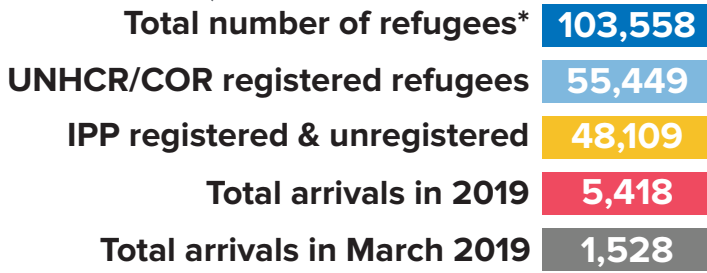 Total number of refugees* 103,558
UNHCR/COR registered refugees 55,449
IPP registered & unregistered 48,109
Total arrivals in 2019 5,418
Total arrivals in March 2019 1,528